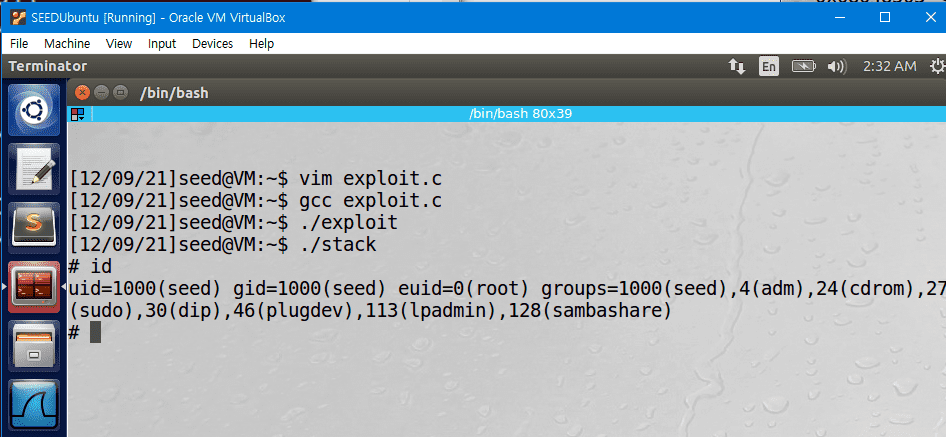 SEEDUbuntu [Running] - Oracle VM VirtualBox
File Machine View Input Devices Help
Terminator En 2:32 AM
/bin/bash
/bin/bash 80x39
[12/09/21]seed@VM:~$ vim exploit.c
[12/09/21]seed@VM:~$ gcc exploit.c
[12/09/21]seed@VM:~$ ./exploit
[12/09/21]seed@VM:~$ ./stack
# id
uid=1000(seed) gid=1000(seed) euid=0(root) groups=1000(seed),4(adm),24(cdrom),27
(sudo),30(dip),46(plugdev),113(lpadmin),128(sambashare)
#